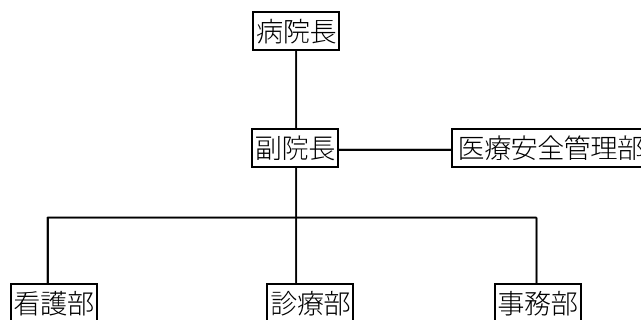 病院長
副院長
医療安全管理部
看護部
診療部
事務部